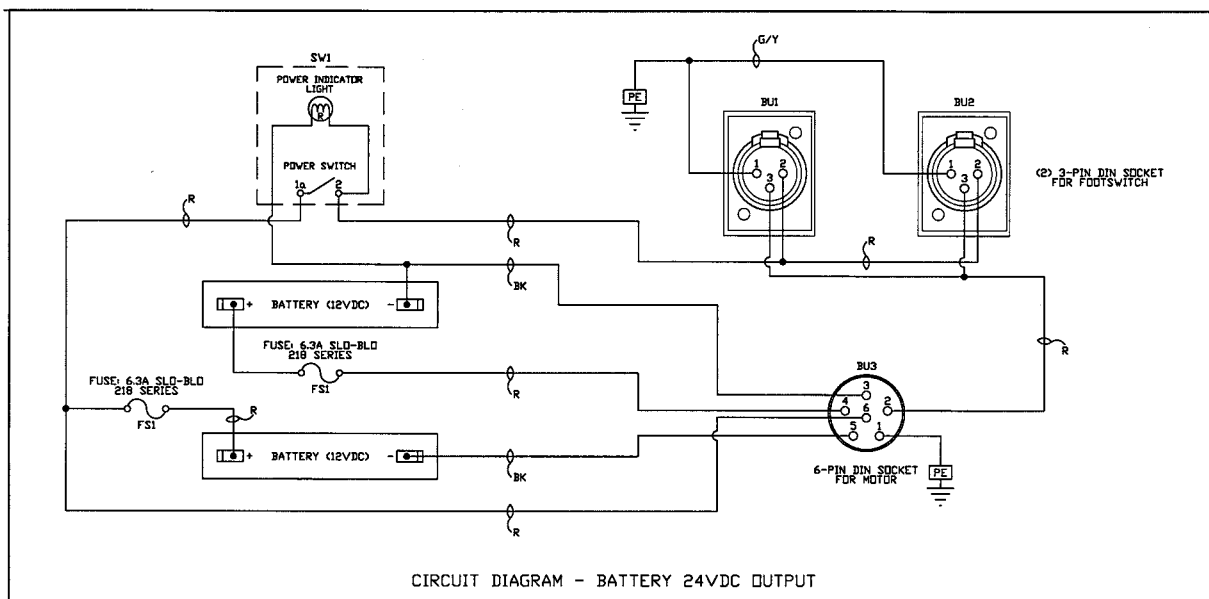 SW1
POWER INDICATOR
LIGHT
R
POWER SWITCH
1a
2
R
R
BK
G/Y
PE
BU1
1
2
3
BU2
1
2
3
(2) 3-PIN DIN SOCKET
FOR FOOTSWITCH
R
R
+ BATTERY (12VDC) -
FUSE: 6.3A SLO-BLO
218 SERIES
FS1
R
FUSE: 6.3A SLO-BLO
218 SERIES
FS1
R
+ BATTERY (12VDC) -
BK
R
BU3
3
4
6
2
5
1
6-PIN DIN SOCKET
FOR MOTOR
PE
CIRCUIT DIAGRAM - BATTERY 24VDC OUTPUT